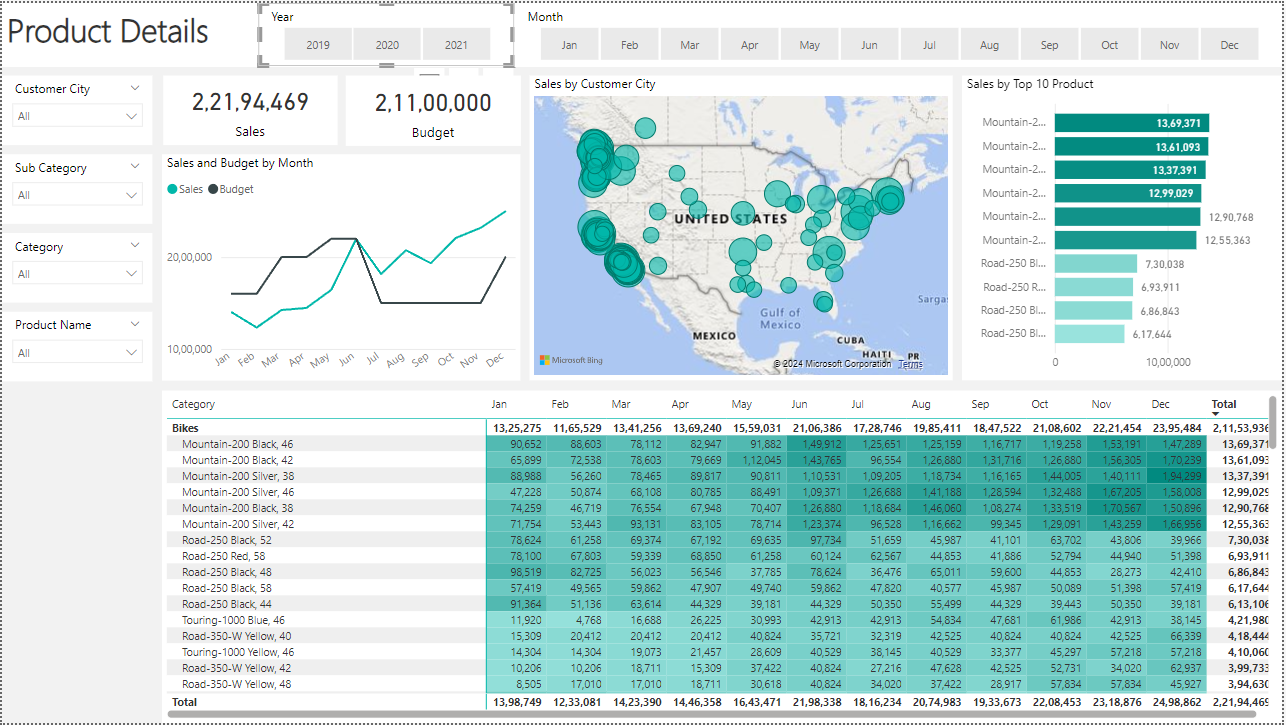 Product Details
Year
2019 2020 2021
Month
Jan Feb Mar Apr May Jun Jul Aug Sep Oct Nov Dec
Customer City
All
Sub Category
All
Category
All
Product Name
All
2,21,94,469
Sales
2,11,00,000
Budget
Sales and Budget by Month
Sales Budget
20,00,000
10,00,000
Jan Feb Mar Apr May Jun Jul Aug Sep Oct Nov Dec
Sales by Customer City
UNITED STATES
MEXICO
Gulf of
Mexico
CUBA
HAITI
PR
Sargas
Microsoft Bing
© 2024 Microsoft Corporation Terms
Sales by Top 10 Product
Mountain-2... 13,69,371
Mountain-2... 13,61,093
Mountain-2... 13,37,391
Mountain-2... 12,99,029
Mountain-2... 12,90,768
Mountain-2... 12,55,363
Road-250 Bl... 7,30,038
Road-250 R... 6,93,911
Road-250 Bl... 6,86,843
Road-250 Bl... 6,17,644
0 10,00,000
Category Jan Feb Mar Apr May Jun Jul Aug Sep Oct Nov Dec Total
Bikes 13,25,275 11,65,529 13,41,256 13,69,240 15,59,031 21,06,386 17,28,746 19,85,411 18,47,522 21,08,602 22,21,454 23,95,484 2,11,53,936
Mountain-200 Black, 46 90,652 88,603 78,112 82,947 91,882 1,49,912 1,25,651 1,25,159 1,16,717 1,19,258 1,53,191 1,47,289 13,69,371
Mountain-200 Black, 42 65,899 72,538 78,603 79,669 1,12,045 1,43,765 96,554 1,26,880 1,31,716 1,26,880 1,56,305 1,70,239 13,61,093
Mountain-200 Silver, 38 88,988 56,260 78,465 89,817 90,811 1,10,531 1,09,205 1,18,734 1,16,165 1,44,005 1,40,111 1,94,299 13,37,391
Mountain-200 Silver, 46 47,228 50,874 68,108 80,785 88,491 1,09,371 1,26,688 1,41,188 1,28,594 1,32,488 1,67,205 1,58,008 12,99,029
Mountain-200 Black, 38 74,259 46,719 76,554 67,948 70,407 1,26,880 1,18,684 1,46,060 1,08,274 1,33,519 1,70,567 1,50,896 12,90,768
Mountain-200 Silver, 42 71,754 53,443 93,131 83,105 78,714 1,23,374 96,528 1,16,662 99,345 1,29,091 1,43,259 1,66,956 12,55,363
Road-250 Black, 52 78,624 61,258 69,374 67,192 69,635 97,734 51,659 45,987 41,101 63,702 43,806 39,966 7,30,038
Road-250 Red, 58 78,100 67,803 59,339 68,850 61,258 60,124 62,567 44,853 41,886 52,794 44,940 51,398 6,93,911
Road-250 Black, 48 98,519 82,725 56,023 56,546 37,785 78,624 36,476 65,011 59,600 44,853 28,273 42,410 6,86,843
Road-250 Black, 58 57,419 49,565 59,862 47,907 49,740 59,862 47,820 40,577 45,987 50,089 51,398 57,419 6,17,644
Road-250 Black, 44 91,364 51,136 63,614 44,329 39,181 44,329 50,350 55,499 44,329 39,443 50,350 39,181 6,13,106
Touring-1000 Blue, 46 11,920 4,768 16,688 26,225 30,993 42,913 42,913 54,834 47,681 61,986 42,913 38,145 4,21,980
Road-350-W Yellow, 40 15,309 20,412 20,412 20,412 40,824 35,721 32,319 42,525 40,824 40,824 42,525 66,339 4,18,444
Touring-1000 Yellow, 46 14,304 14,304 19,073 21,457 28,609 40,529 38,145 40,529 33,377 45,297 57,218 57,218 4,10,060
Road-350-W Yellow, 42 10,206 10,206 18,711 15,309 37,422 40,824 27,216 47,628 42,525 52,731 34,020 62,937 3,99,733
Road-350-W Yellow, 48 8,505 17,010 17,010 18,711 30,618 40,824 34,020 37,422 28,917 57,834 57,834 45,927 3,94,630
Total 13,98,749 12,33,081 14,23,390 14,46,358 16,43,471 21,98,338 18,16,234 20,74,983 19,33,673 22,08,453 23,18,876 24,98,862 2,21,94,469